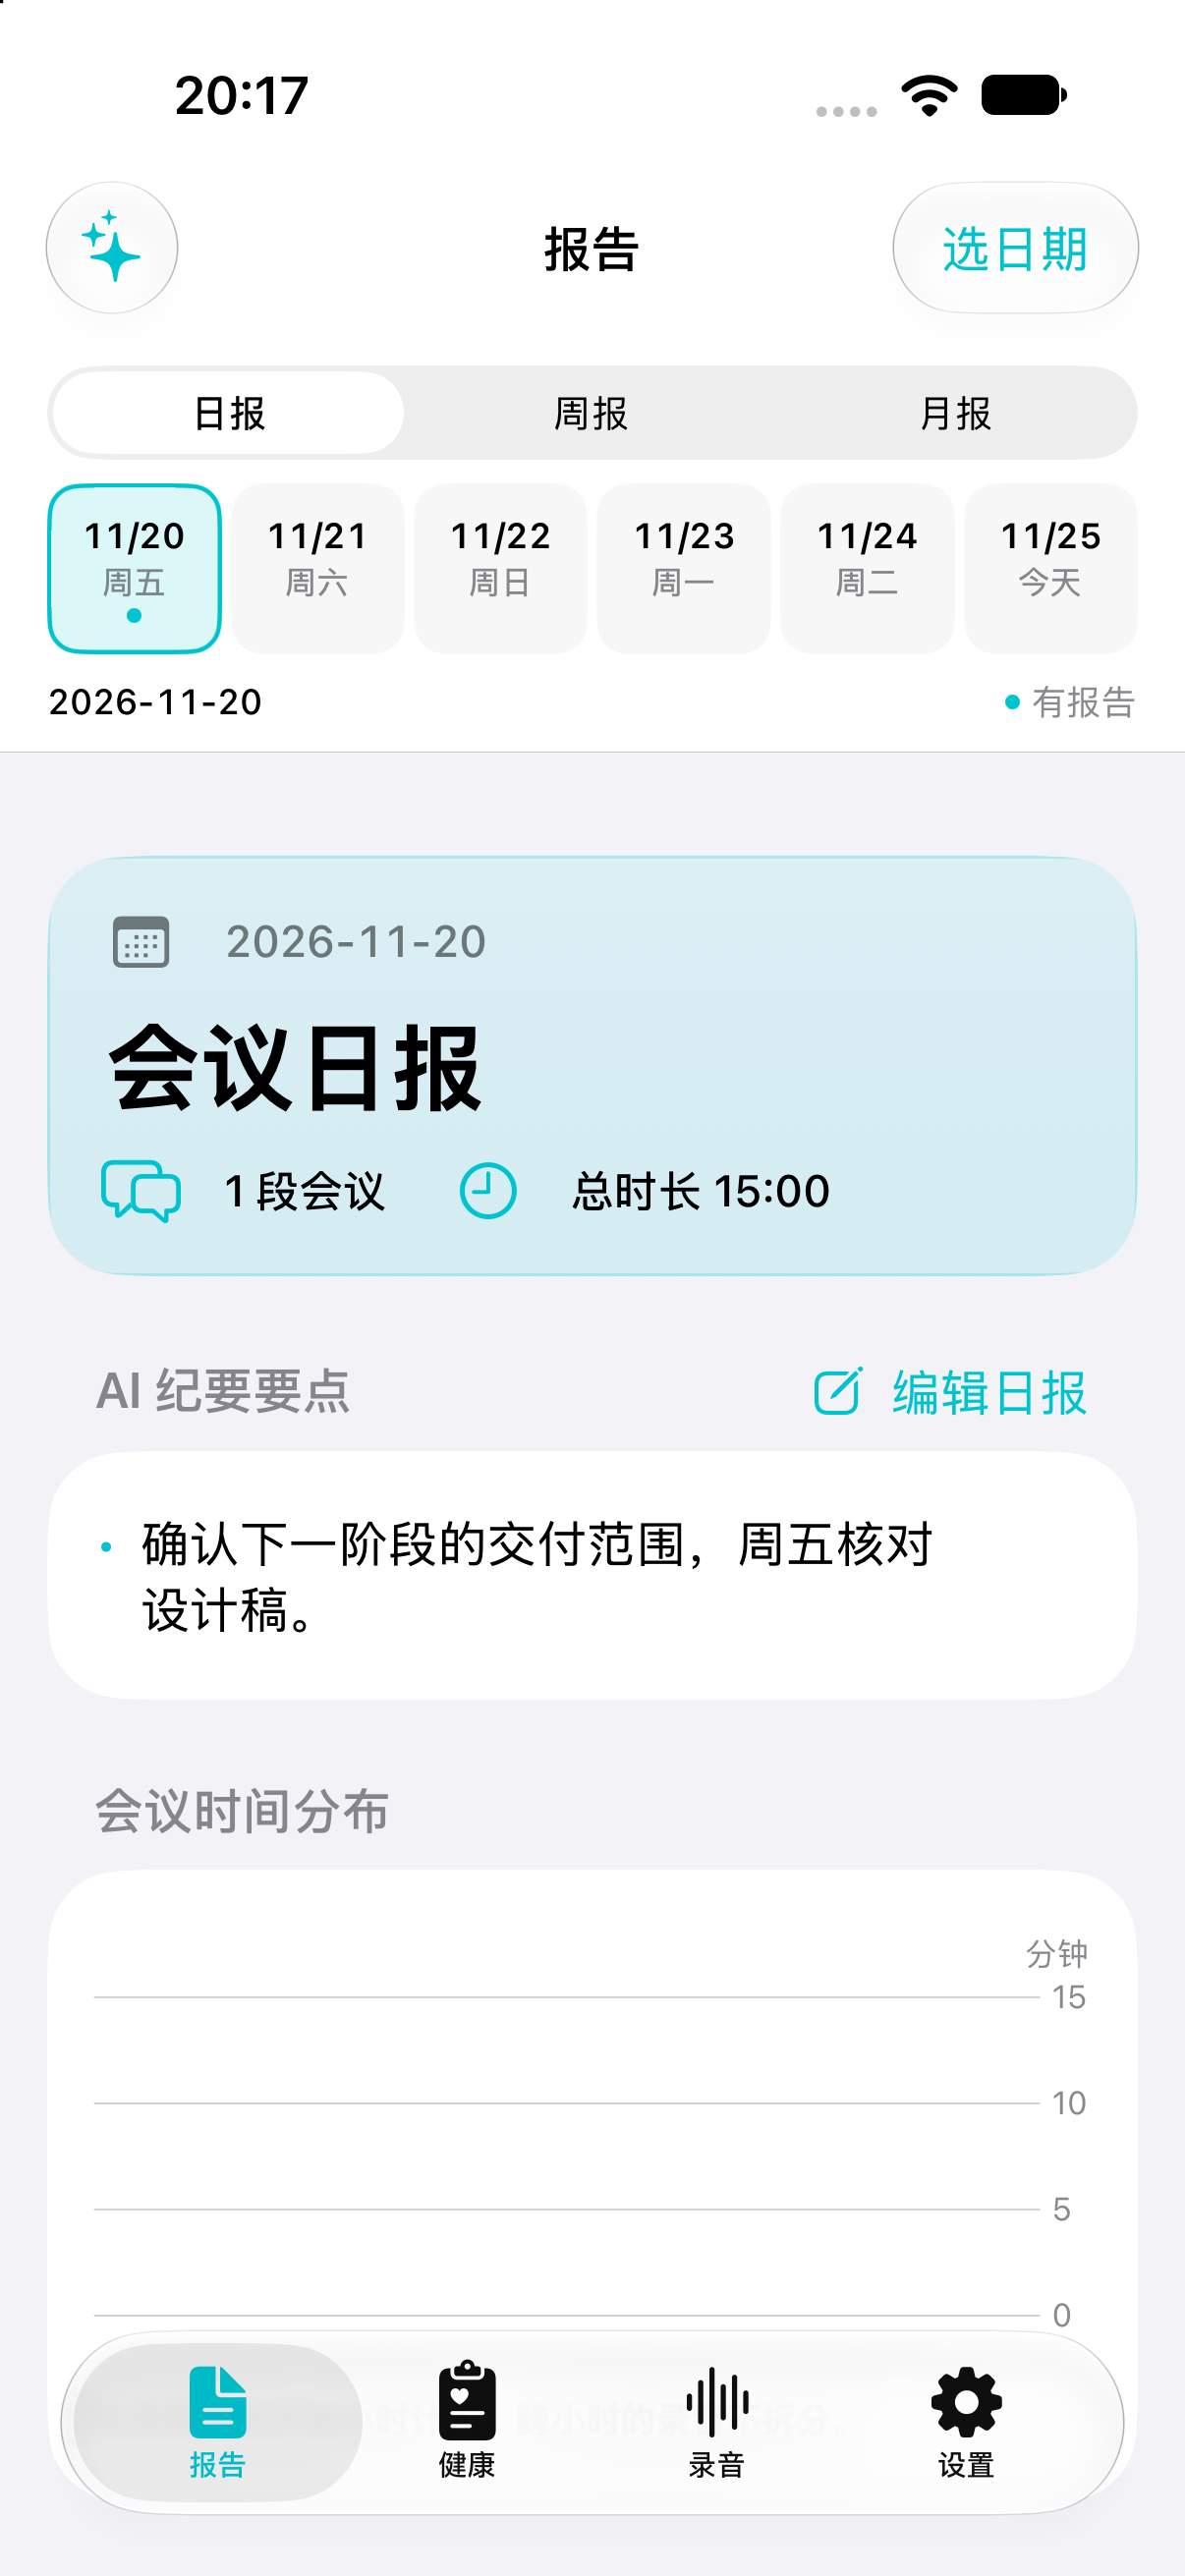 20:17
报告
选日期
日报
周报
月报
11/20
周五
11/21
周六
11/22
周日
11/23
周一
11/24
周二
11/25
今天
2026-11-20
有报告
2026-11-20
会议日报
1 段会议
总时长 15:00
AI 纪要要点
编辑日报
确认下一阶段的交付范围，周五核对
设计稿。
会议时间分布
分钟
15
10
5
0
报告
健康
录音
设置